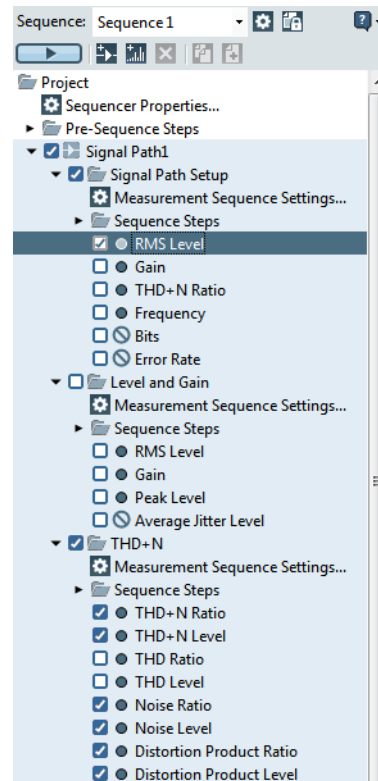 Sequence: Sequence 1
Project
Sequencer Properties...
Pre-Sequence Steps
Signal Path1
Signal Path Setup
Measurement Sequence Settings...
Sequence Steps
RMS Level
Gain
THD+N Ratio
Frequency
Bits
Error Rate
Level and Gain
Measurement Sequence Settings...
Sequence Steps
RMS Level
Gain
Peak Level
Average Jitter Level
THD+N
Measurement Sequence Settings...
Sequence Steps
THD+N Ratio
THD+N Level
THD Ratio
THD Level
Noise Ratio
Noise Level
Distortion Product Ratio
Distortion Product Level